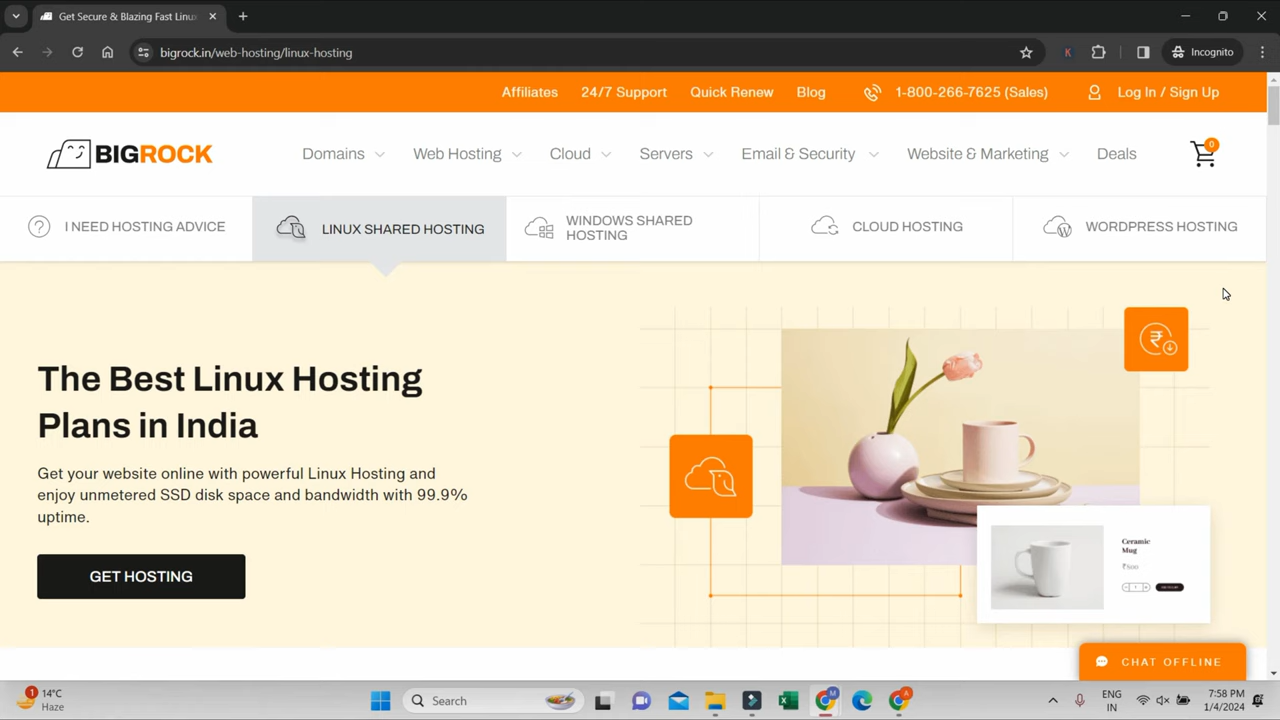 Get Secure & Blazing Fast Linu
bigrock.in/web-hosting/linux-hosting
K
Incognito
Affiliates 24/7 Support Quick Renew Blog 1-800-266-7625 (Sales) Log In / Sign Up
BIGROCK
Domains Web Hosting Cloud Servers Email & Security Website & Marketing Deals
0
? I NEED HOSTING ADVICE
LINUX SHARED HOSTING
WINDOWS SHARED
HOSTING
CLOUD HOSTING
WORDPRESS HOSTING
The Best Linux Hosting
Plans in India
Get your website online with powerful Linux Hosting and
enjoy unmetered SSD disk space and bandwidth with 99.9%
uptime.
GET HOSTING
₹
Ceramic
Mug
₹500
1
CHAT OFFLINE
1
14°C
Haze
Search
M
A
ENG
IN
7:58 PM
1/4/2024